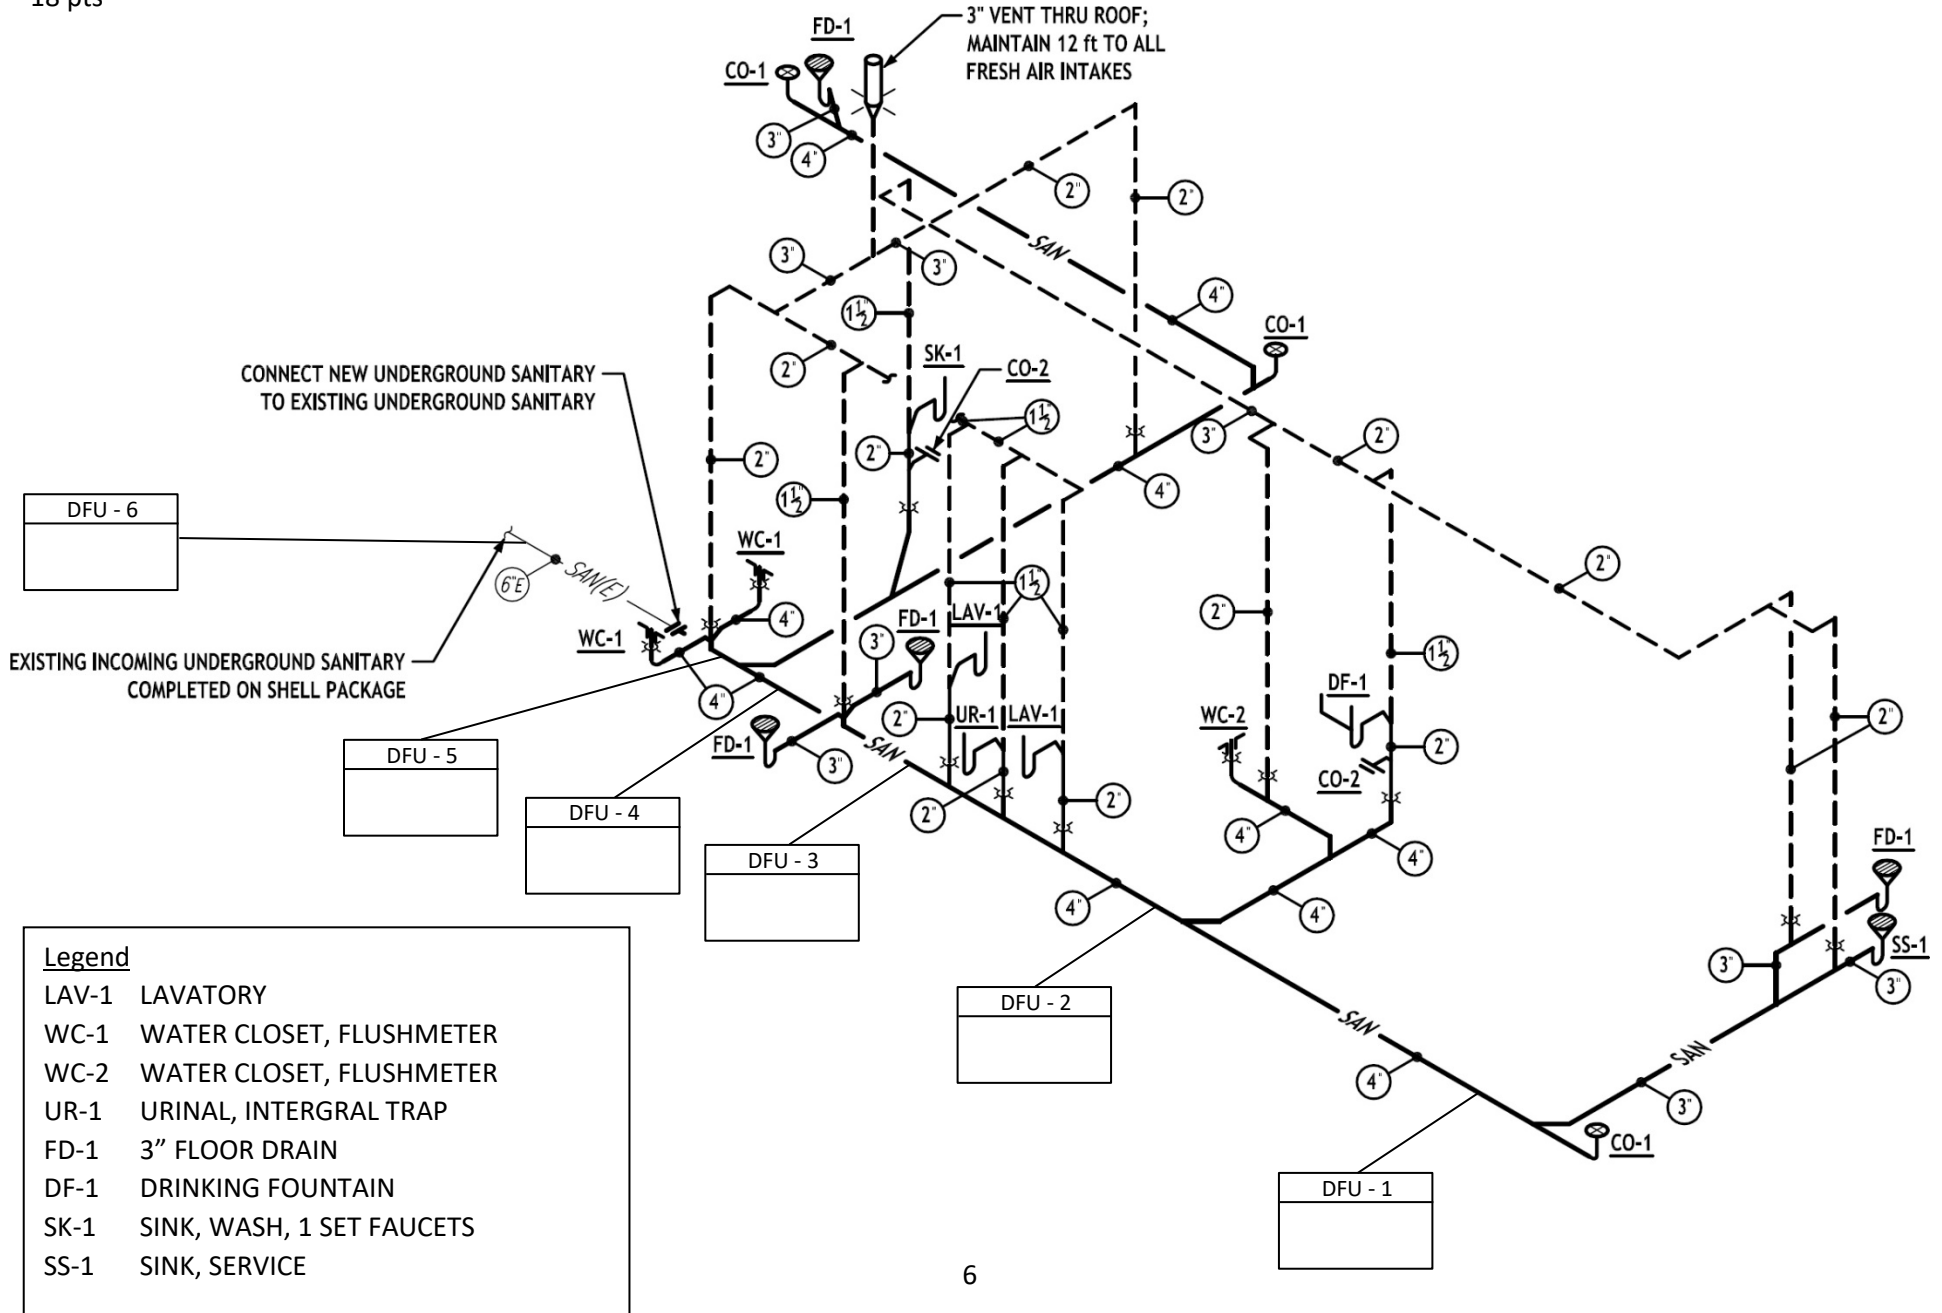 18 pts
FD-1
3" VENT THRU ROOF;
MAINTAIN 12 ft TO ALL
FRESH AIR INTAKES
CO-1
3"
4"
2"
2"
SAN
3"
3"
4"
1½
CO-1
SK-1
CO-2
2"
CONNECT NEW UNDERGROUND SANITARY
TO EXISTING UNDERGROUND SANITARY
1½
3"
2"
2"
2"
1½
4"
DFU - 6
6"E
SAN(E)
WC-1
4"
WC-1
FD-1
LAV-1
1½
2"
2"
3"
EXISTING INCOMING UNDERGROUND SANITARY
COMPLETED ON SHELL PACKAGE
4"
1½
DF-1
2"
UR-1
LAV-1
WC-2
2"
SAN
FD-1
3"
2"
DFU - 5
CO-2
2"
2"
DFU - 4
4"
4"
FD-1
DFU - 3
4"
4"
SS-1
3"
3"
DFU - 2
SAN
SAN
4"
3"
CO-1
DFU - 1
Legend
LAV-1 LAVATORY
WC-1 WATER CLOSET, FLUSHMETER
WC-2 WATER CLOSET, FLUSHMETER
UR-1 URINAL, INTERGRAL TRAP
FD-1 3” FLOOR DRAIN
DF-1 DRINKING FOUNTAIN
SK-1 SINK, WASH, 1 SET FAUCETS
SS-1 SINK, SERVICE
6